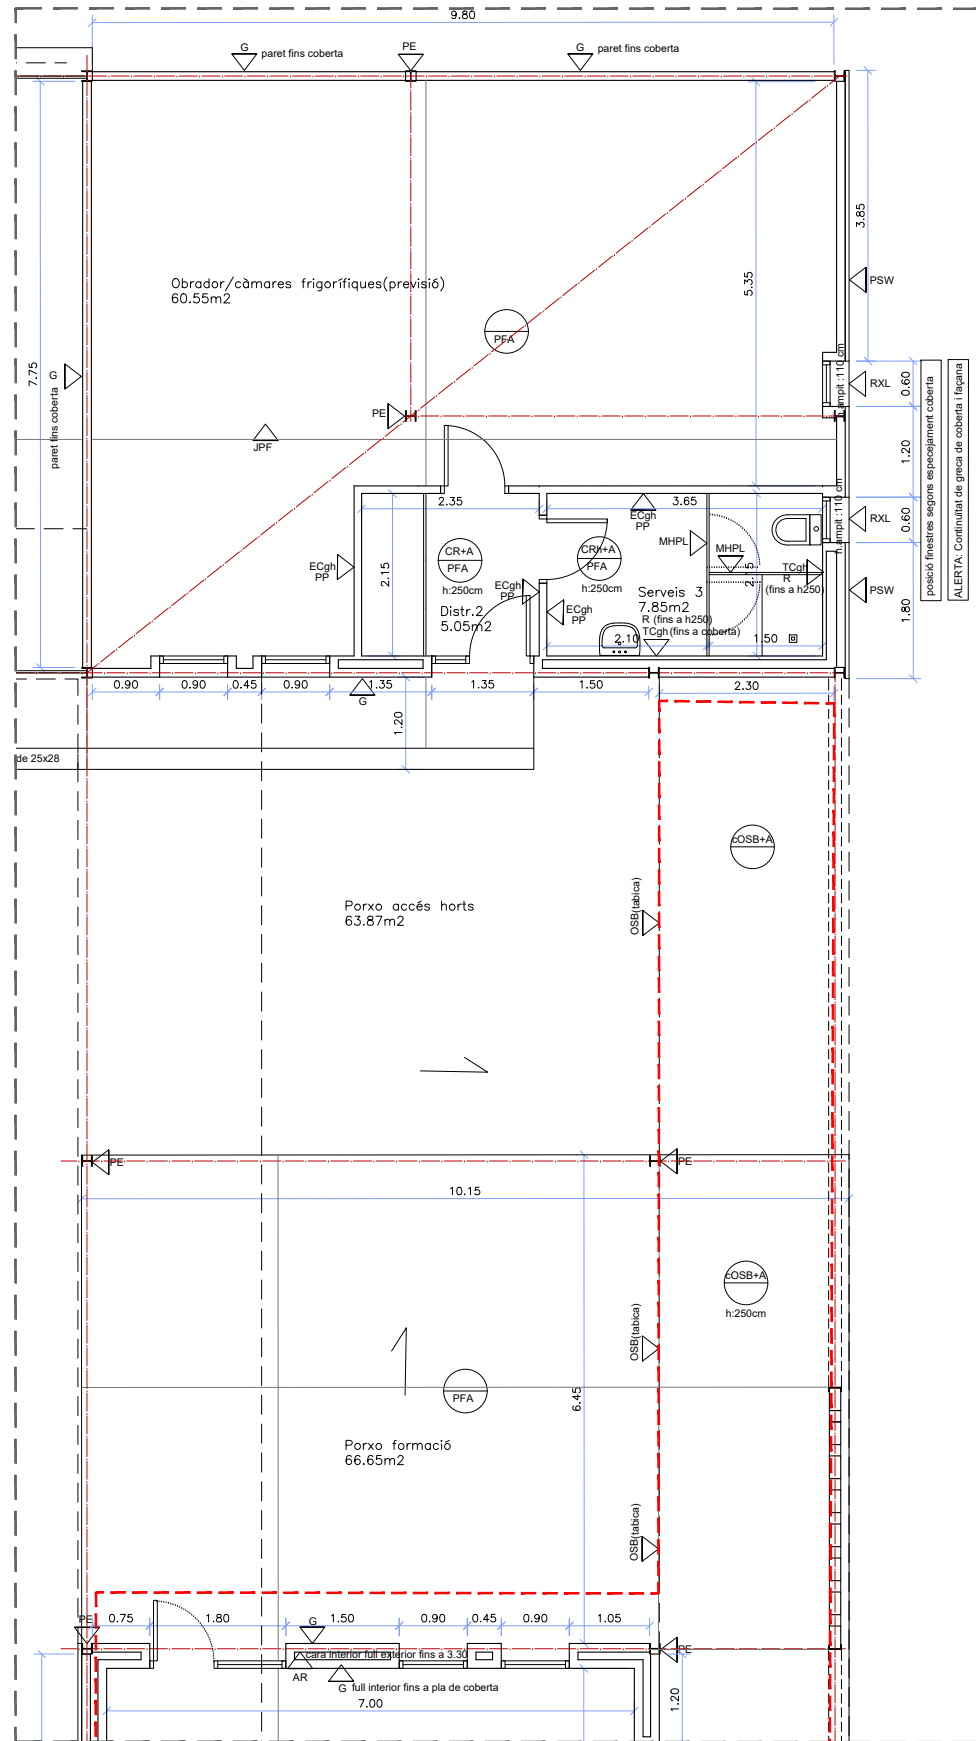 9.80
G
paret fins coberta
PE
G
paret fins coberta
3.85
5.35
PSW
Obrador/càmares frigorífiques(previsió)
60.55m2
PFA
7.75
G
paret fins coberta
h.ampit :110 cm
RXL
0.60
PE
JPF
1.20
posició finestres segons especejament coberta
ALERTA: Continuïtat de greca de coberta i façana
2.35
3.65
ECgh
PP
h.ampit :110 cm
RXL
0.60
MHPL
MHPL
CR+A
PFA
h:250cm
CRh+A
PFA
h:250cm
ECgh
PP
2.15
2.15
TCgh
R
(fins a h250)
PSW
ECgh
PP
Serveis 3
7.85m2
ECgh
PP
Distr.2
5.05m2
R (fins a h250)
TCgh(fins a coberta)
2.10
1.50
1.80
0.90
0.90
0.45
0.90
1.35
1.35
1.50
2.30
G
1.20
de 25x28
cOSB+A
OSB(tabica)
Porxo accés horts
63.87m2
PE
PE
10.15
cOSB+A
h:250cm
OSB(tabica)
PFA
6.45
Porxo formació
66.65m2
OSB(tabica)
PE
0.75
1.80
G
1.50
0.90
0.45
0.90
1.05
PE
cara interior full exterior fins a 3.30
AR
G
full interior fins a pla de coberta
7.00
1.20